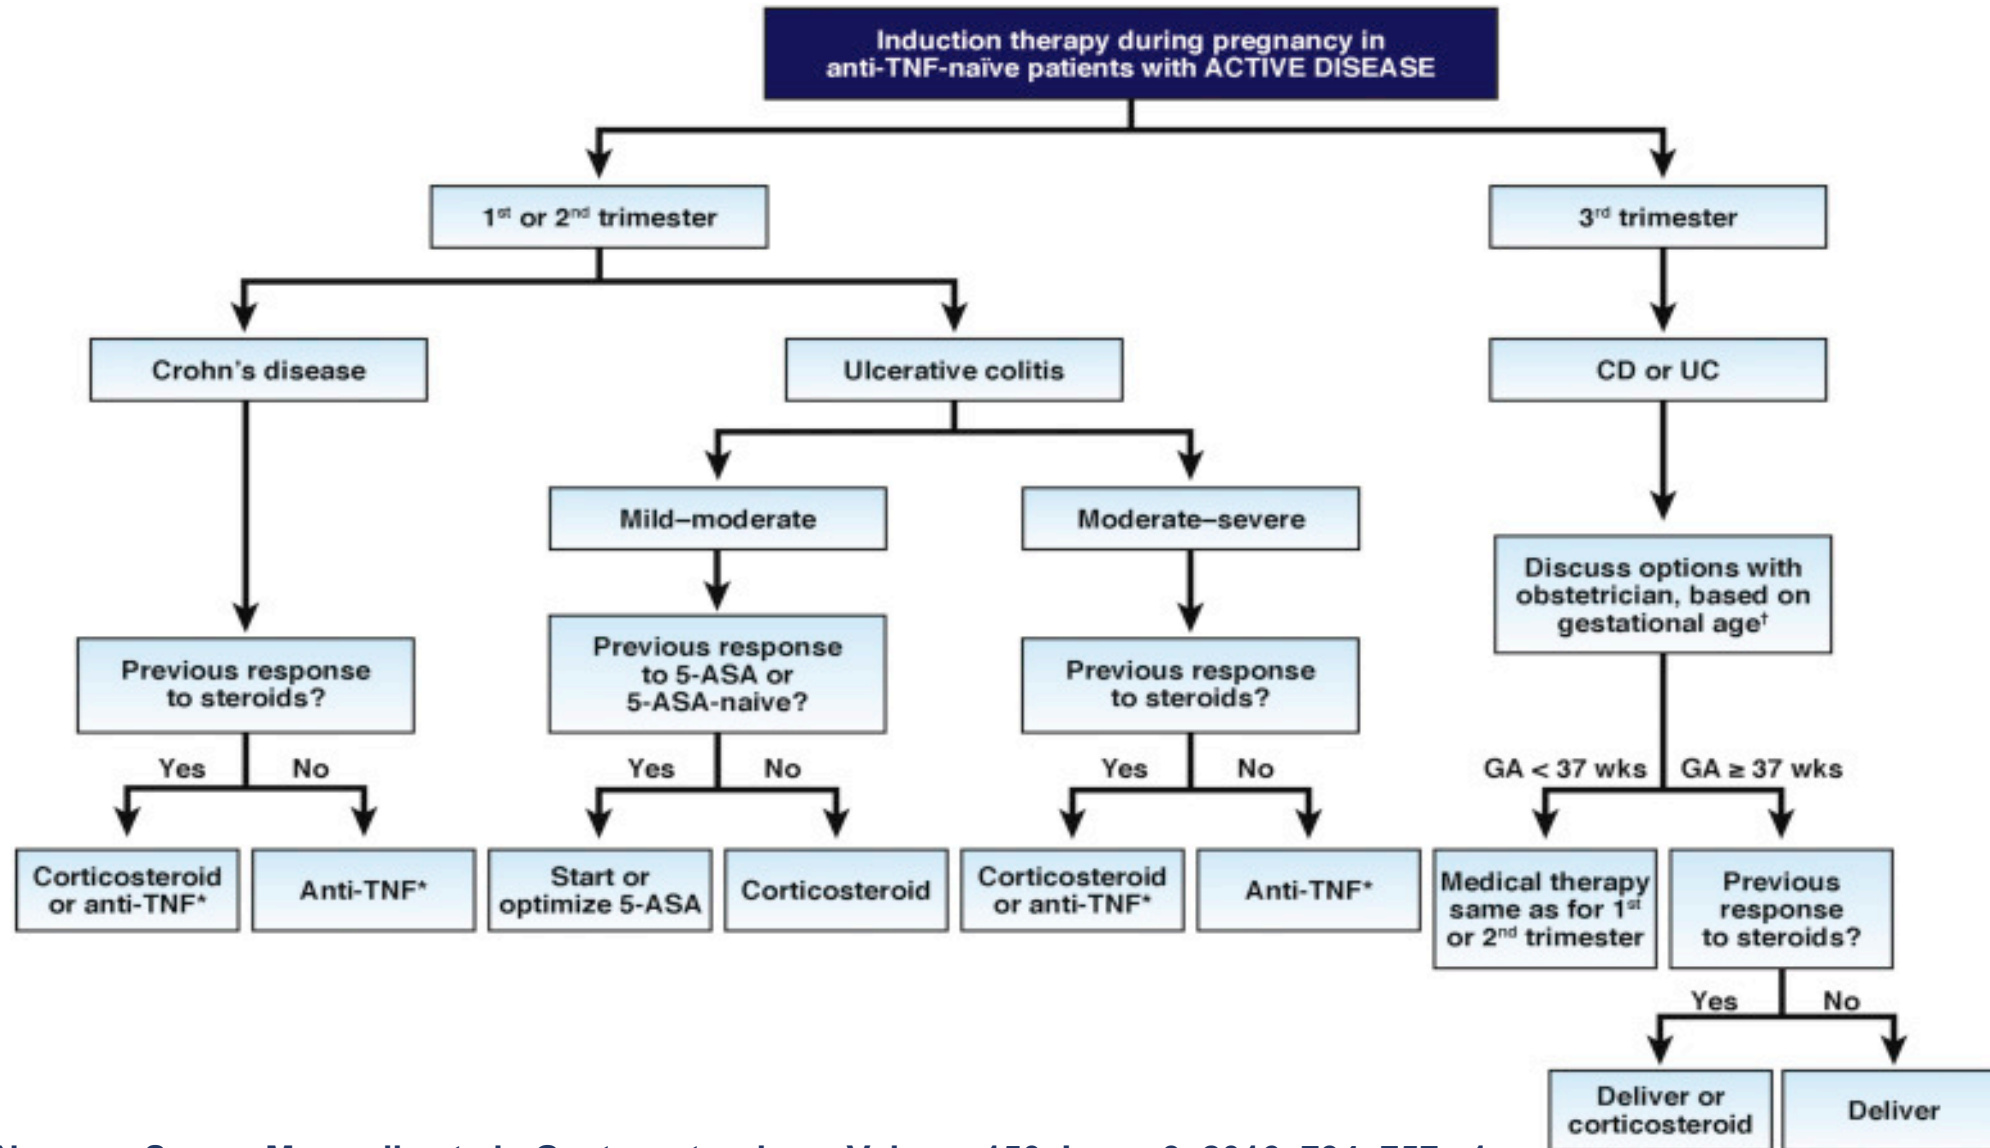 Induction therapy during pregnancy in
anti-TNF-naïve patients with ACTIVE DISEASE
1st or 2nd trimester
3rd trimester
Crohn's disease
Ulcerative colitis
CD or UC
Mild–moderate
Moderate–severe
Discuss options with
obstetrician, based on
gestational age†
Previous response
to steroids?
Previous response
to 5-ASA or
5-ASA-naive?
Previous response
to steroids?
Yes No
Yes No
Yes No
GA < 37 wks GA ≥ 37 wks
Corticosteroid
or anti-TNF*
Anti-TNF*
Start or
optimize 5-ASA
Corticosteroid
Corticosteroid
or anti-TNF*
Anti-TNF*
Medical therapy
same as for 1st
or 2nd trimester
Previous
response
to steroids?
Yes No
Deliver or
corticosteroid
Deliver